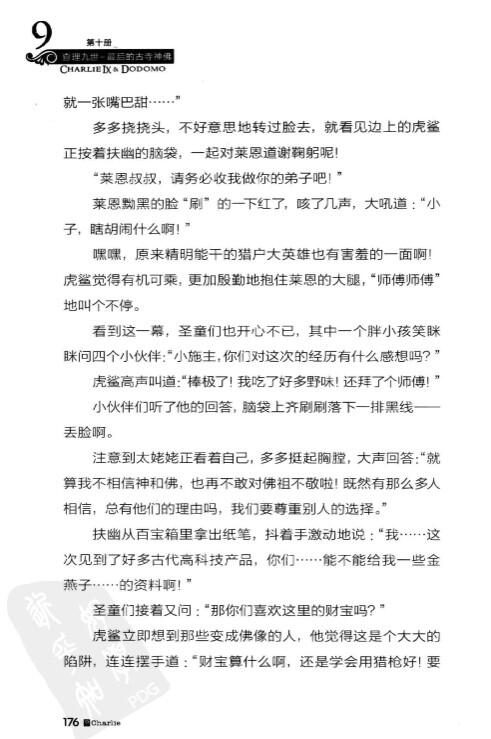 9
第十册
查理九世·最后的古寺神佛
CHARLIE IX & DODOMO
就一张嘴巴甜……”
多多挠挠头，不好意思地转过脸去，就看见边上的虎鲨
正按着扶幽的脑袋，一起对莱恩道谢鞠躬呢！
“莱恩叔叔，请务必收我做你的弟子吧！”
莱恩黝黑的脸“刷”的一下红了，咳了几声，大吼道：“小
子，瞎胡闹什么啊！”
嘿嘿，原来精明能干的猎户大英雄也有害羞的一面啊！
虎鲨觉得有机可乘，更加殷勤地抱住莱恩的大腿，“师傅师傅”
地叫个不停。
看到这一幕，圣童们也开心不已，其中一个胖小孩笑眯
眯问四个小伙伴：“小施主，你们对这次的经历有什么感想吗？”
虎鲨高声叫道：“棒极了！我吃了好多野味！还拜了个师傅！”
小伙伴们听了他的回答，脑袋上齐刷刷落下一排黑线——
丢脸啊。
注意到太姥姥正看着自己，多多挺起胸膛，大声回答：“就
算我不相信神和佛，也再不敢对佛祖不敬啦！既然有那么多人
相信，总有他们的理由吗，我们要尊重别人的选择。”
扶幽从百宝箱里拿出纸笔，抖着手激动地说：“我……这
次见到了好多古代高科技产品，你们……能不能给我一些金
燕子……的资料啊！”
圣童们接着又问：“那你们喜欢这里的财宝吗？”
虎鲨立即想到那些变成佛像的人，他觉得这是个大大的
陷阱，连连摆手道：“财宝算什么啊，还是学会用猎枪好！要
PDG
176 Charlie